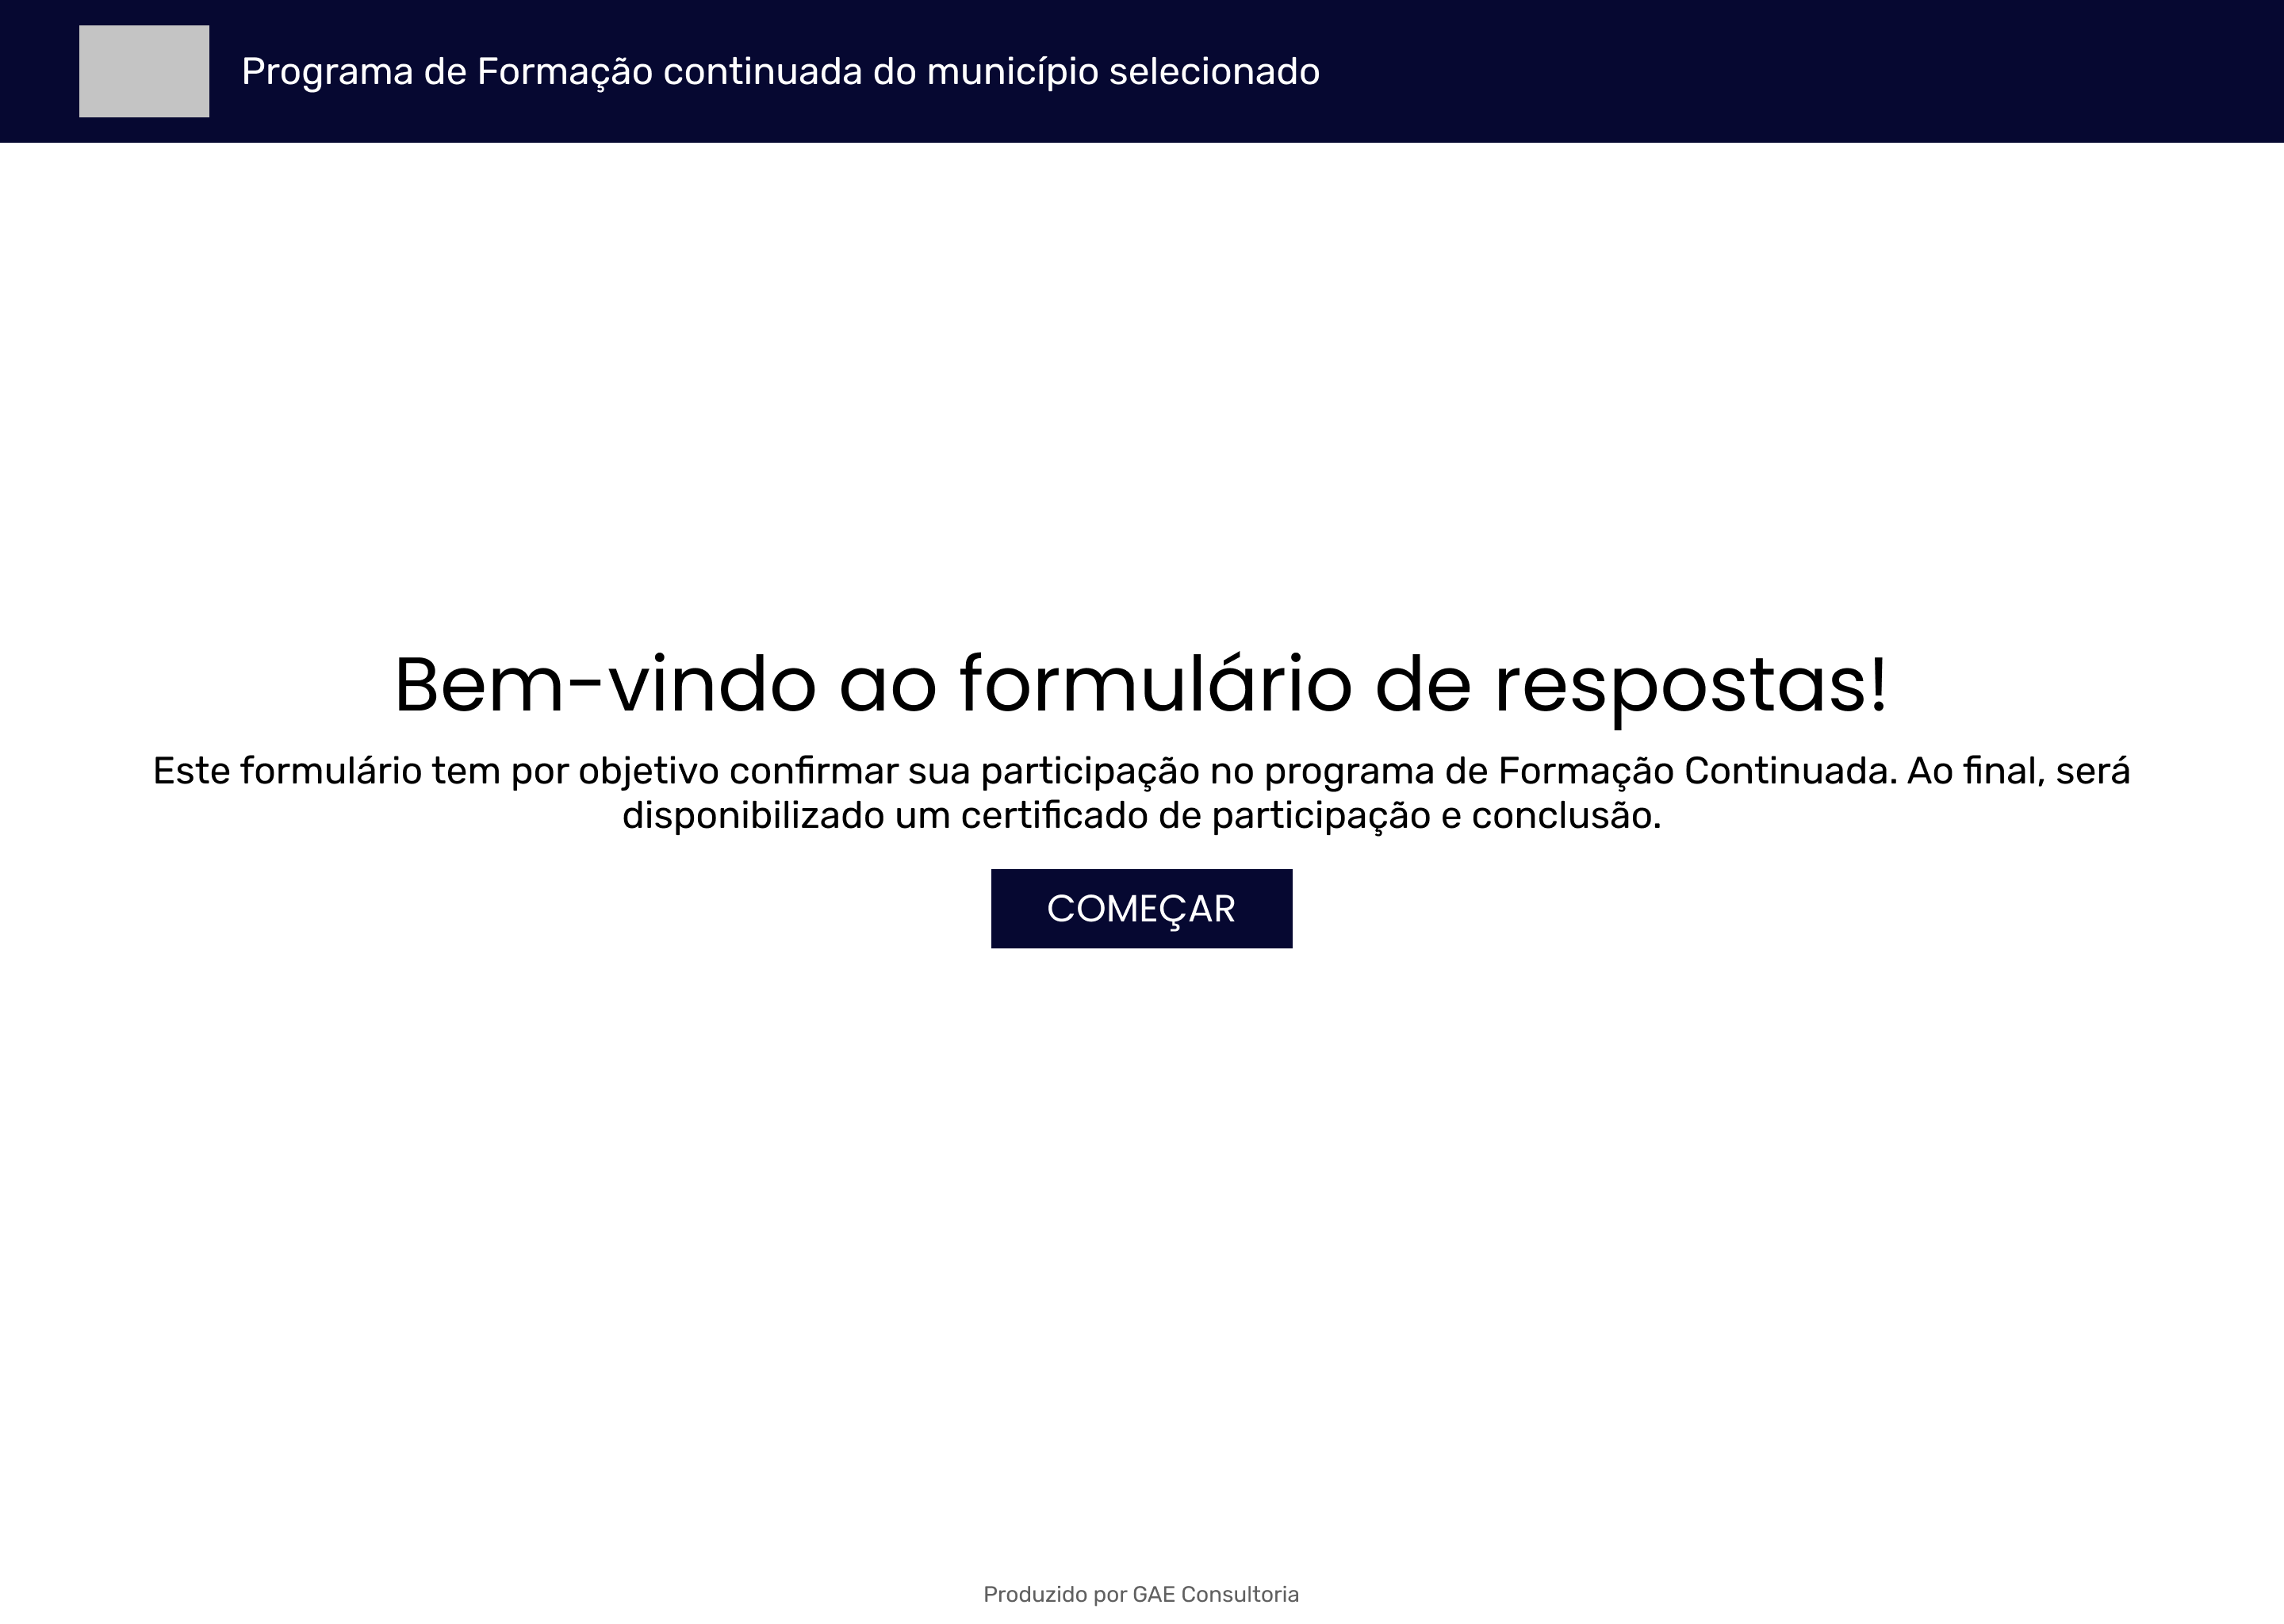 Programa de Formação continuada do município selecionado
Bem-vindo ao formulário de respostas!
Este formulário tem por objetivo confirmar sua participação no programa de Formação Continuada. Ao final, será
disponibilizado um certificado de participação e conclusão.
COMEÇAR
Produzido por GAE Consultoria